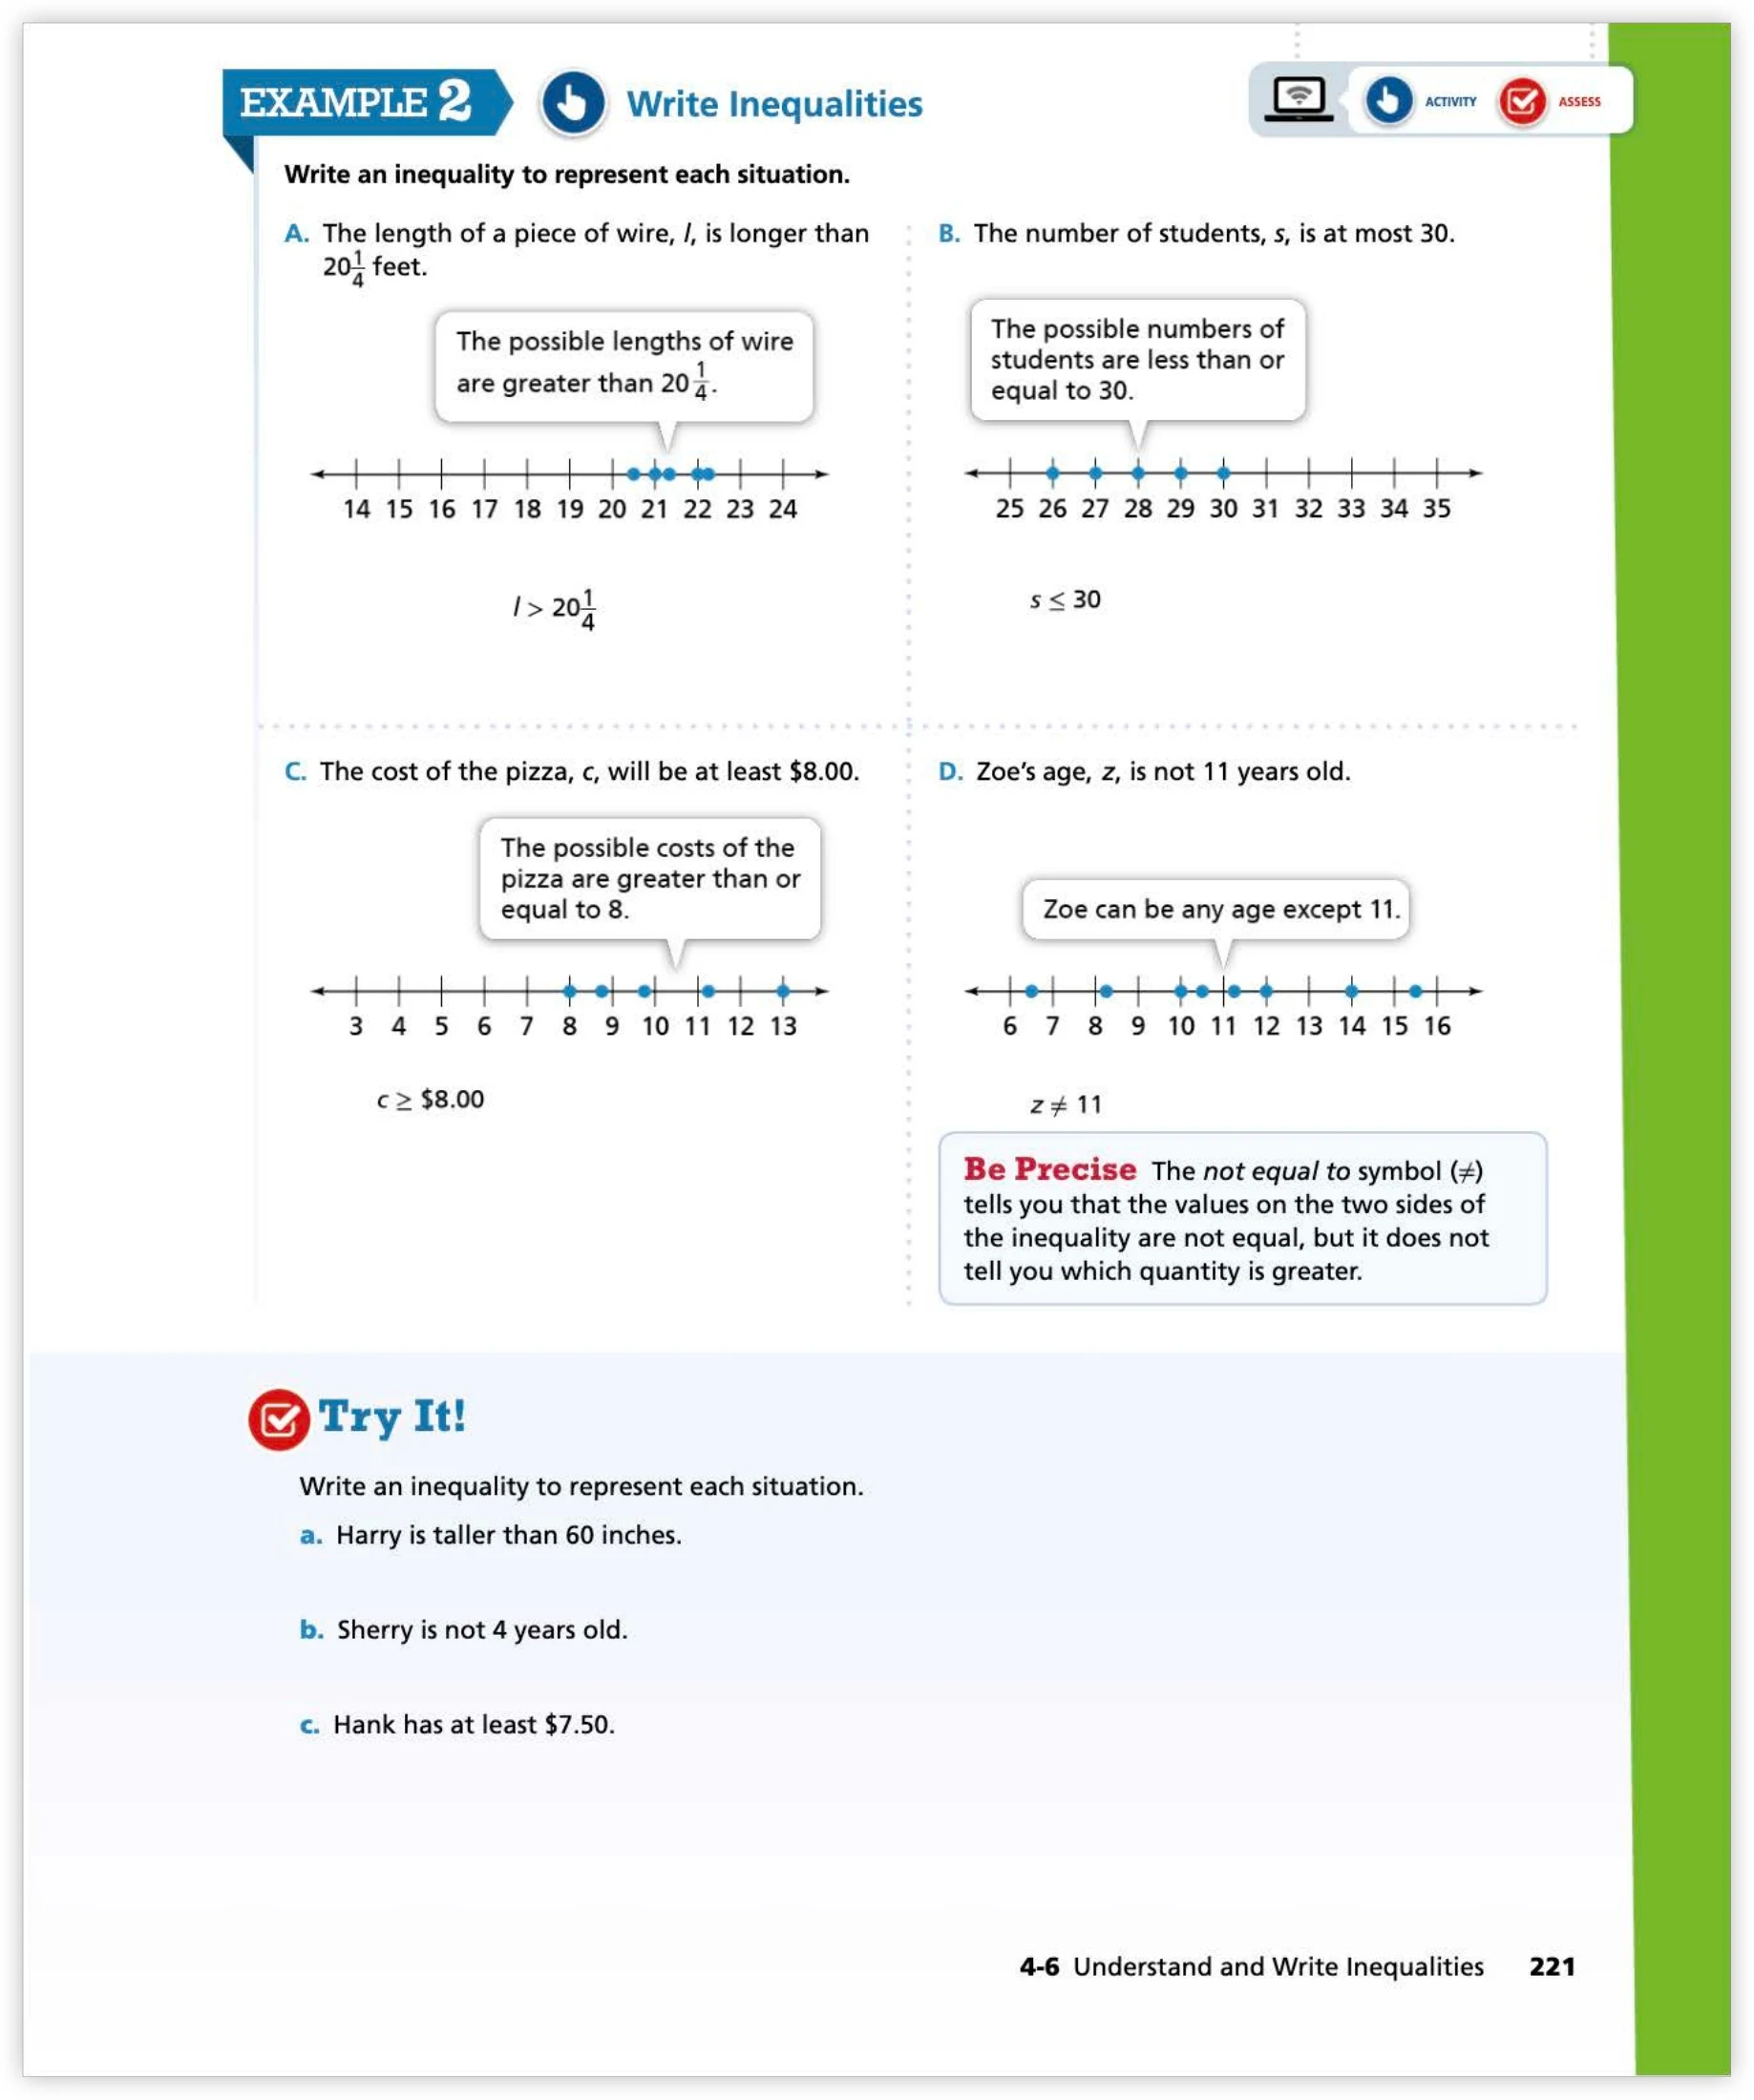 EXAMPLE 2
Write Inequalities
ACTIVITY
ASSESS
Write an inequality to represent each situation.
A. The length of a piece of wire, l, is longer than
20 1/4 feet.
The possible lengths of wire
are greater than 20 1/4.
14 15 16 17 18 19 20 21 22 23 24
l > 20 1/4
B. The number of students, s, is at most 30.
The possible numbers of
students are less than or
equal to 30.
25 26 27 28 29 30 31 32 33 34 35
s ≤ 30
C. The cost of the pizza, c, will be at least $8.00.
The possible costs of the
pizza are greater than or
equal to 8.
3 4 5 6 7 8 9 10 11 12 13
c ≥ $8.00
D. Zoe’s age, z, is not 11 years old.
Zoe can be any age except 11.
6 7 8 9 10 11 12 13 14 15 16
z ≠ 11
Be Precise The not equal to symbol (≠)
tells you that the values on the two sides of
the inequality are not equal, but it does not
tell you which quantity is greater.
Try It!
Write an inequality to represent each situation.
a. Harry is taller than 60 inches.
b. Sherry is not 4 years old.
c. Hank has at least $7.50.
4-6 Understand and Write Inequalities 221